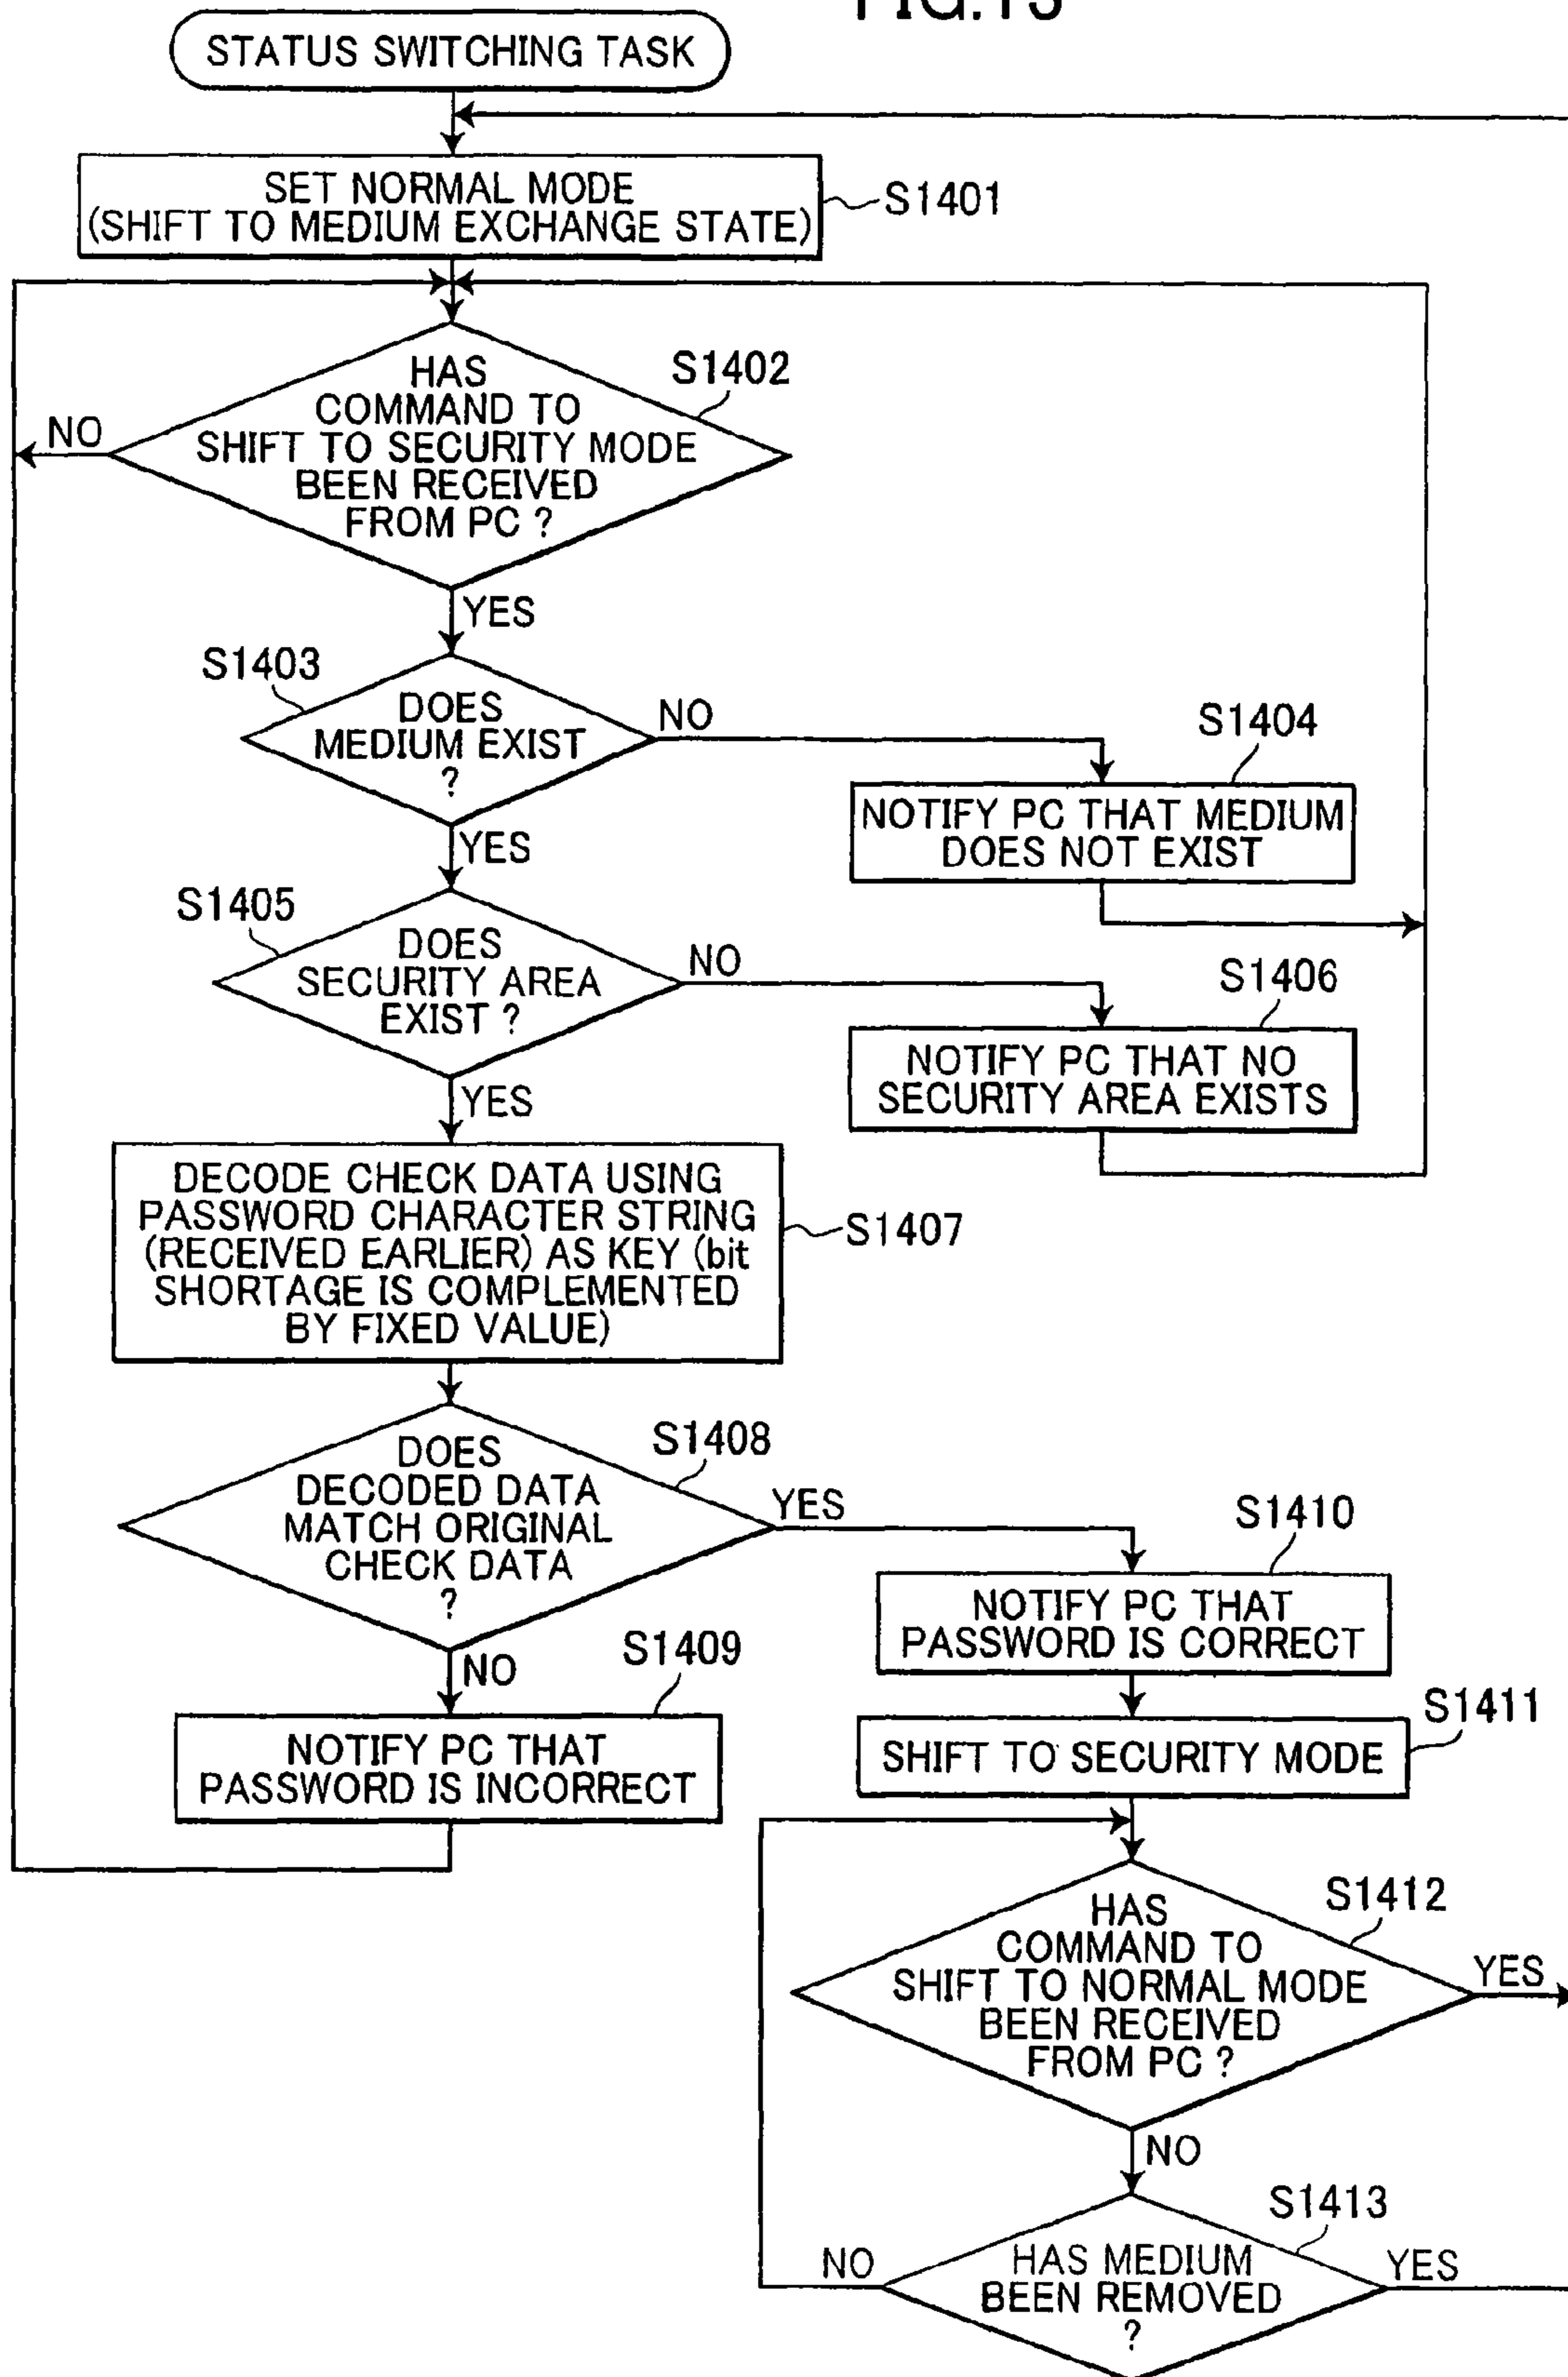 FIG.13
STATUS SWITCHING TASK
SET NORMAL MODE
(SHIFT TO MEDIUM EXCHANGE STATE)
S1401
HAS
COMMAND TO
SHIFT TO SECURITY MODE
BEEN RECEIVED
FROM PC ?
S1402
NO
YES
S1403
DOES
MEDIUM EXIST
?
NO
S1404
NOTIFY PC THAT MEDIUM
DOES NOT EXIST
YES
S1405
DOES
SECURITY AREA
EXIST ?
NO
S1406
NOTIFY PC THAT NO
SECURITY AREA EXISTS
YES
DECODE CHECK DATA USING
PASSWORD CHARACTER STRING
(RECEIVED EARLIER) AS KEY (bit
SHORTAGE IS COMPLEMENTED
BY FIXED VALUE)
S1407
DOES
DECODED DATA
MATCH ORIGINAL
CHECK DATA
?
S1408
YES
S1410
NOTIFY PC THAT
PASSWORD IS CORRECT
NO
S1409
NOTIFY PC THAT
PASSWORD IS INCORRECT
S1411
SHIFT TO SECURITY MODE
HAS
COMMAND TO
SHIFT TO NORMAL MODE
BEEN RECEIVED
FROM PC ?
S1412
YES
NO
S1413
HAS MEDIUM
BEEN REMOVED
?
NO
YES